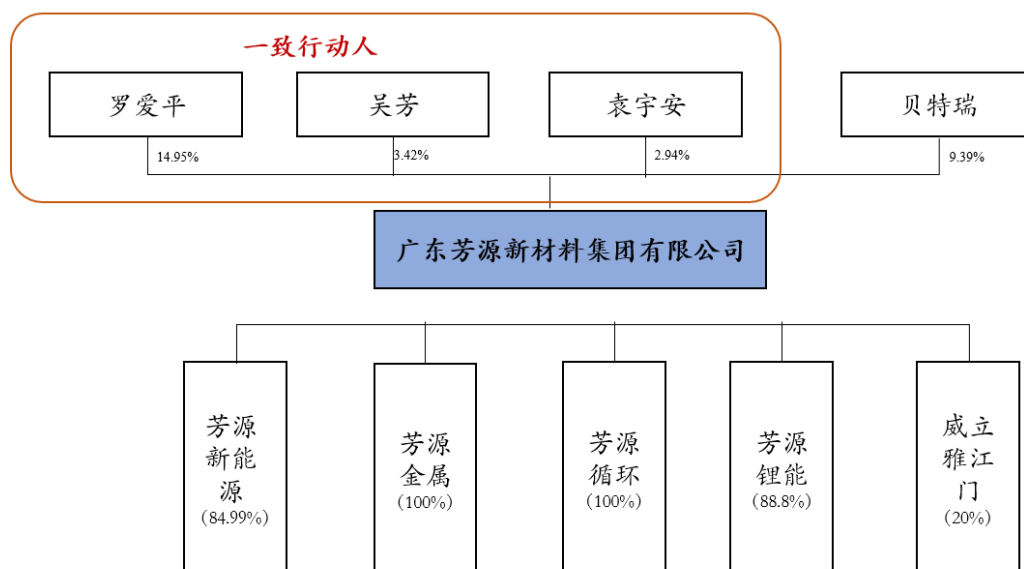 一致行动人
罗爱平
吴芳
袁宇安
贝特瑞
14.95%
3.42%
2.94%
9.39%
广东芳源新材料集团有限公司
芳源
新能
源
(84.99%)
芳源
金属
(100%)
芳源
循环
(100%)
芳源
锂能
(88.8%)
威立
雅江
门
(20%)